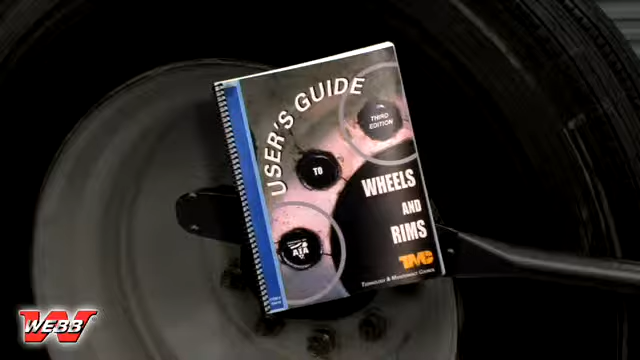 USER'S GUIDE
THIRD
EDITION
TO
WHEELS
AND
RIMS
ATA
TMC
TECHNOLOGY & MAINTENANCE COUNCIL
WEBB